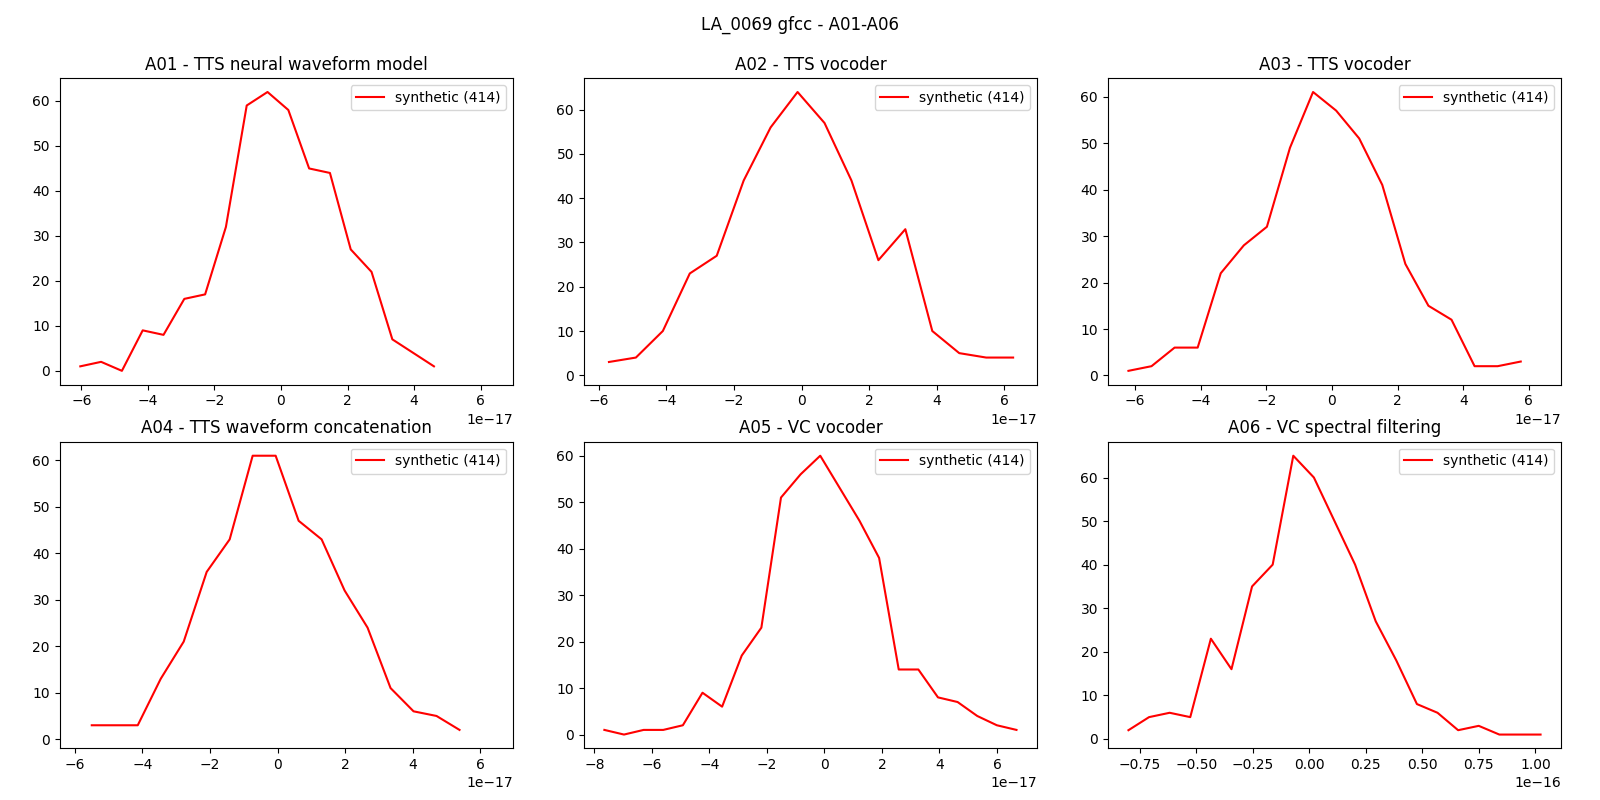 LA_0069 gfcc - A01-A06
A01 - TTS neural waveform model
synthetic (414)
60
50
40
30
20
10
0
−6 −4 −2 0 2 4 6
1e−17
A02 - TTS vocoder
synthetic (414)
60
50
40
30
20
10
0
−6 −4 −2 0 2 4 6
1e−17
A03 - TTS vocoder
synthetic (414)
60
50
40
30
20
10
0
−6 −4 −2 0 2 4 6
1e−17
A04 - TTS waveform concatenation
synthetic (414)
60
50
40
30
20
10
0
−6 −4 −2 0 2 4 6
1e−17
A05 - VC vocoder
synthetic (414)
60
50
40
30
20
10
0
−8 −6 −4 −2 0 2 4 6
1e−17
A06 - VC spectral filtering
synthetic (414)
60
50
40
30
20
10
0
−0.75 −0.50 −0.25 0.00 0.25 0.50 0.75 1.00
1e−16